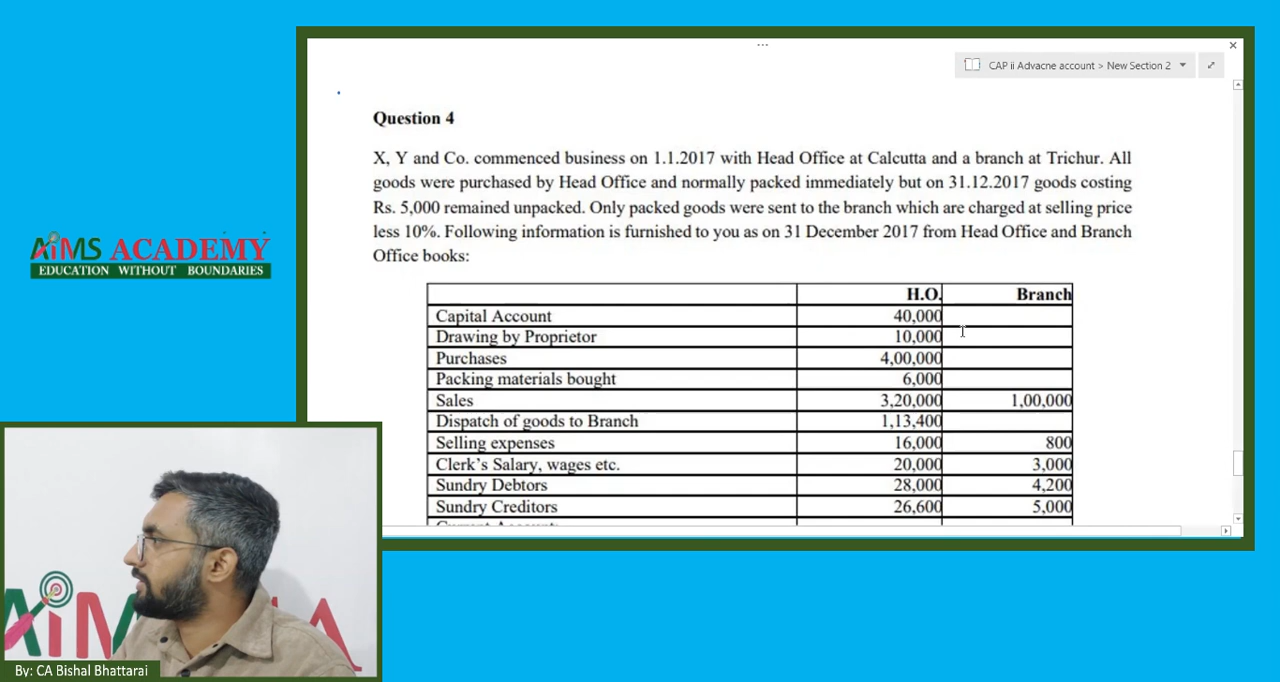 CAP ii Advacne account > New Section 2
Question 4
X, Y and Co. commenced business on 1.1.2017 with Head Office at Calcutta and a branch at Trichur. All
goods were purchased by Head Office and normally packed immediately but on 31.12.2017 goods costing
Rs. 5,000 remained unpacked. Only packed goods were sent to the branch which are charged at selling price
less 10%. Following information is furnished to you as on 31 December 2017 from Head Office and Branch
Office books:
H.O. Branch
Capital Account 40,000
Drawing by Proprietor 10,000
Purchases 4,00,000
Packing materials bought 6,000
Sales 3,20,000 1,00,000
Dispatch of goods to Branch 1,13,400
Selling expenses 16,000 800
Clerk's Salary, wages etc. 20,000 3,000
Sundry Debtors 28,000 4,200
Sundry Creditors 26,600 5,000
AiMS ACADEMY
EDUCATION WITHOUT BOUNDARIES
By: CA Bishal Bhattarai